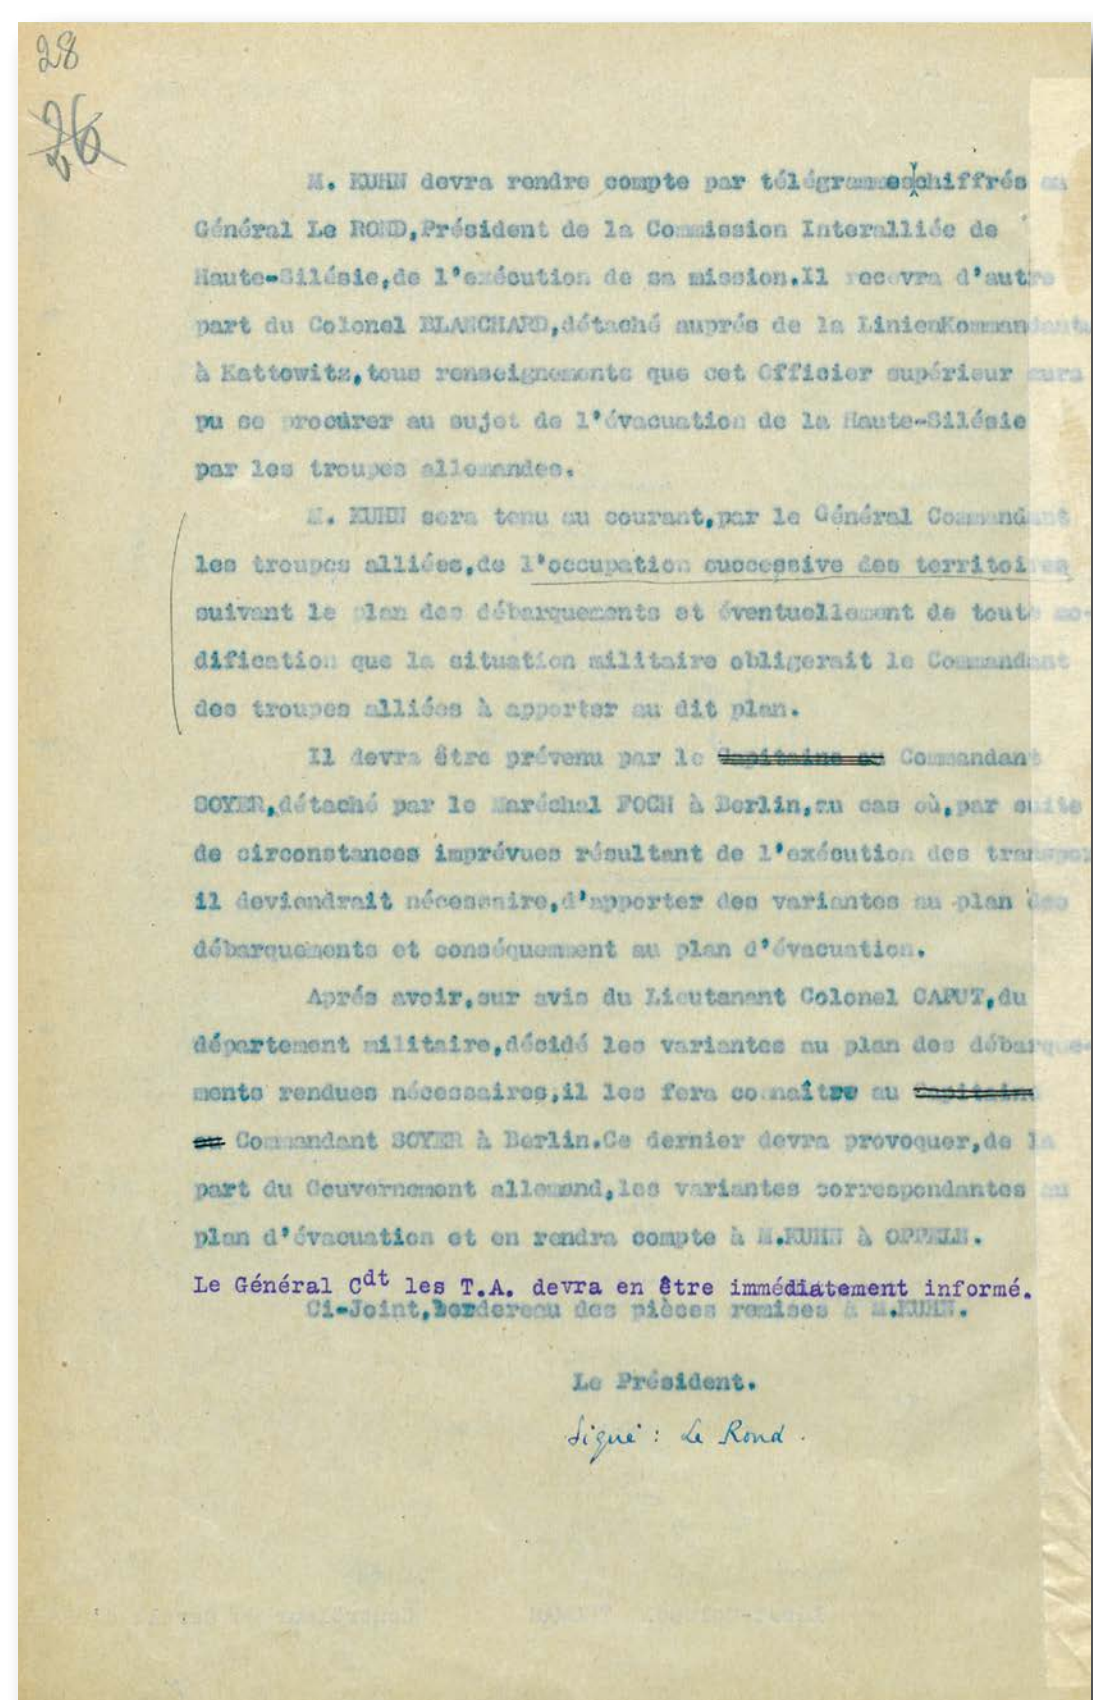 28
26
M. KUHN devra rendre compte par télégrammes chiffrés au
Général Le ROND,Président de la Commission Interalliée de
Haute-Silésie,de l'exécution de sa mission.Il recevra d'autre
part du Colonel BLANCHARD,détaché auprés de la LinienKommandantur
à Kattowitz,tous renseignements que cet Officier supérieur aura
pu se procurer au sujet de l'évacuation de la Haute-Silésie
par les troupes allemandes.
M. KUHN sera tenu au courant,par le Général Commandant
les troupes alliées,de l'occupation successive des territoires
suivant le plan des débarquements et éventuellement de toute mo-
dification que la situation militaire obligerait le Commandant
des troupes alliées à apporter au dit plan.
Il devra être prévenu par le Capitaine ou Commandant
SOYER,détaché par le Maréchal FOCH à Berlin,au cas où,par suite
de circonstances imprévues résultant de l'exécution des transpor
il deviendrait nécessaire,d'apporter des variantes au plan des
débarquements et conséquemment au plan d'évacuation.
Aprés avoir,sur avis du Lieutenant Colonel CAPUT,du
département militaire,décidé les variantes au plan des débarque-
ments rendues nécessaires,il les fera connaître au Capitaine
ou Commandant SOYER à Berlin.Ce dernier devra provoquer,de la
part du Gouvernement allemand,les variantes correspondantes au
plan d'évacuation et en rendra compte à M.KUHN à OPPELN.
Le Général Cdt les T.A. devra en être immédiatement informé.
Ci-Joint,bordereau des pièces remises à M.KUHN.
Le Président.
Signé : Le Rond.